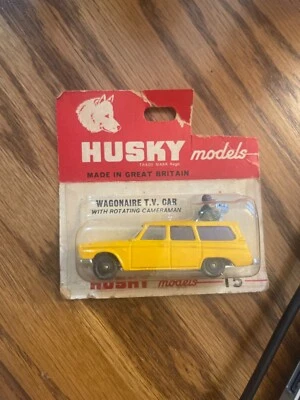 HUSKY models
TRADE MARK Regd
MADE IN GREAT BRITAIN
WAGONAIRE T.V. CAR
WITH ROTATING CAMERAMAN
HUSKY models 15